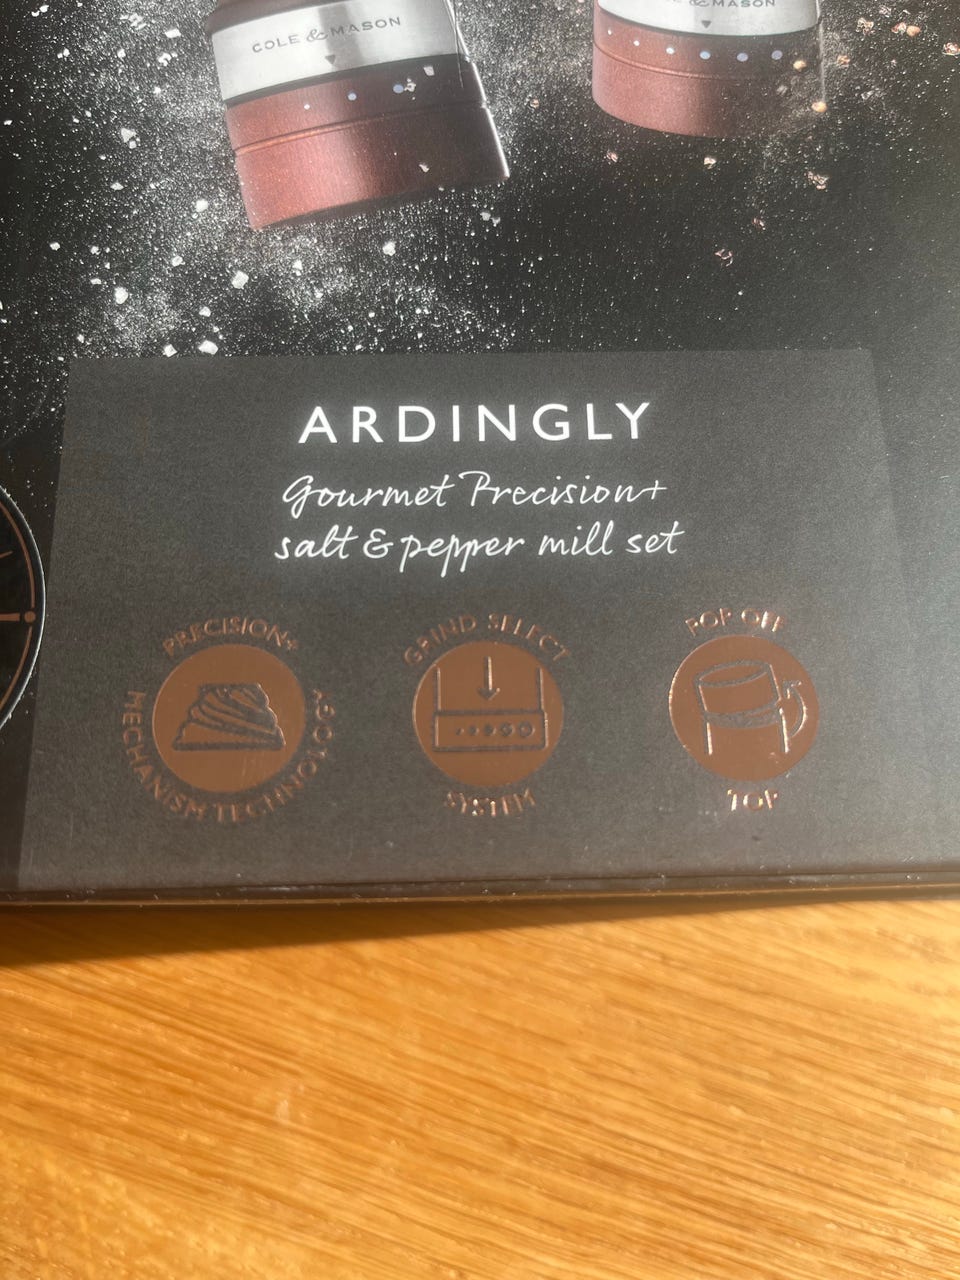 COLE & MASON
LE & MASON
ARDINGLY
Gourmet Precision+
salt & pepper mill set
PRECISION+
MECHANISM TECHNOLOGY
GRIND SELECT
SYSTEM
POP OFF
TOP